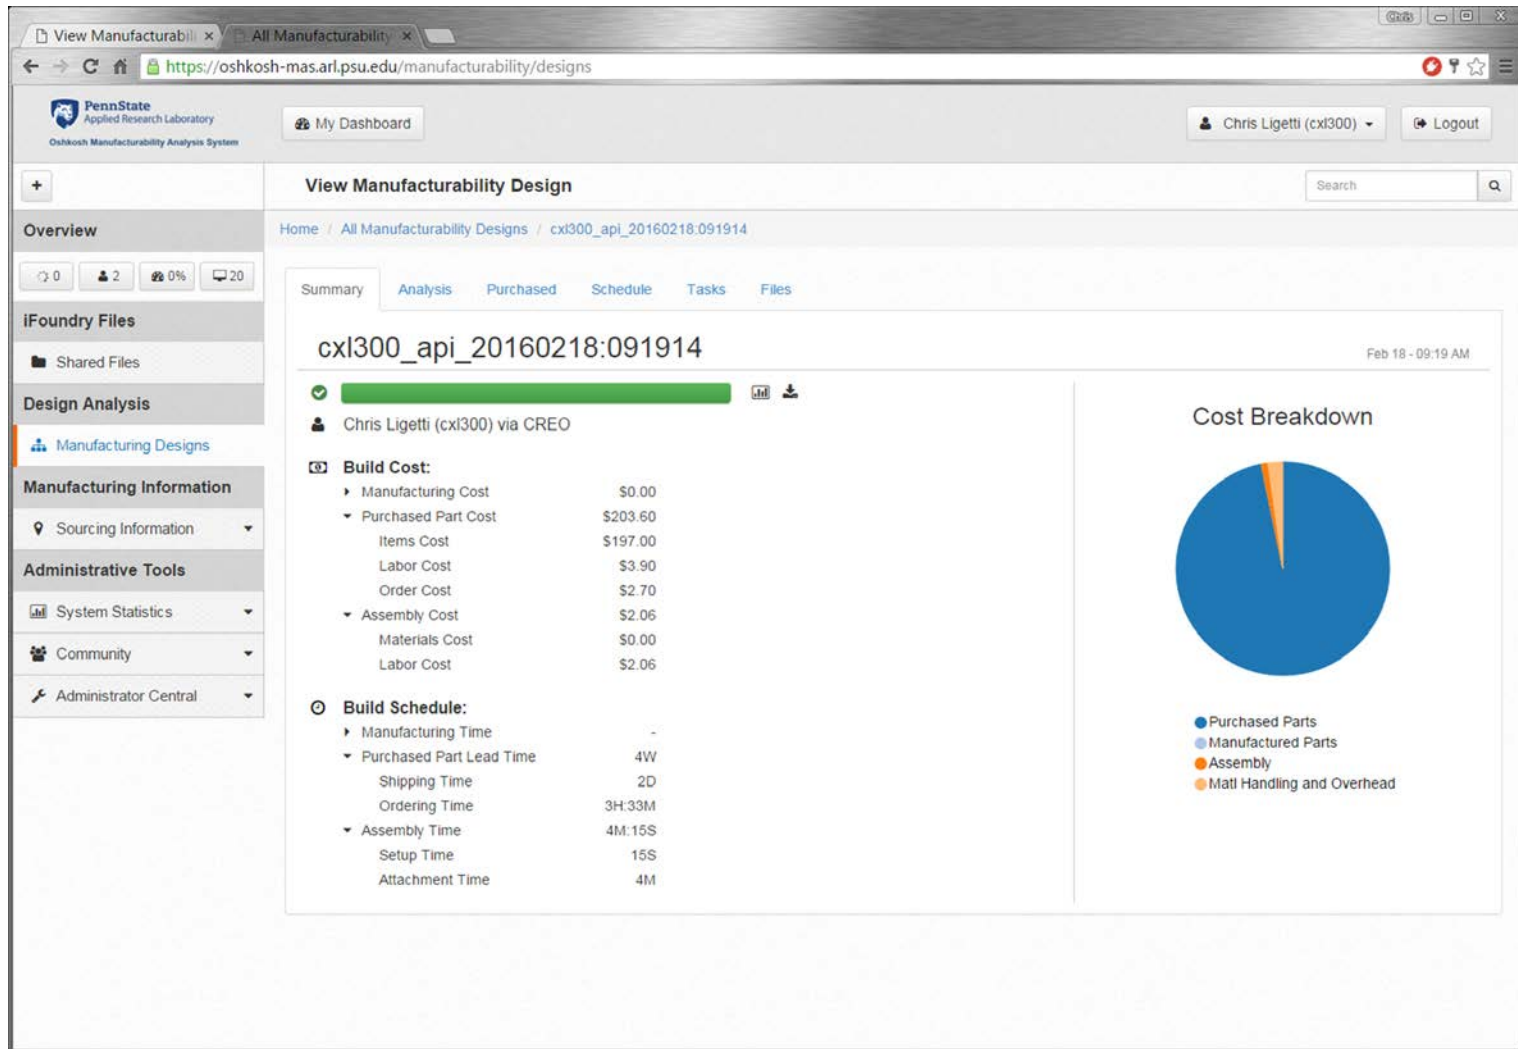 View Manufacturabili
All Manufacturability
Chris
https://oshkosh-mas.arl.psu.edu/manufacturability/designs
PennState
Applied Research Laboratory
Oshkosh Manufacturability Analysis System
My Dashboard
Chris Ligetti (cxl300)
Logout
+
View Manufacturability Design
Search
Overview
Home / All Manufacturability Designs / cxl300_api_20160218:091914
0
2
0%
20
Summary
Analysis
Purchased
Schedule
Tasks
Files
iFoundry Files
Shared Files
cxl300_api_20160218:091914
Feb 18 - 09:19 AM
Design Analysis
Manufacturing Designs
Manufacturing Information
Sourcing Information
Administrative Tools
System Statistics
Community
Administrator Central
Chris Ligetti (cxl300) via CREO
Build Cost:
Manufacturing Cost $0.00
Purchased Part Cost $203.60
Items Cost $197.00
Labor Cost $3.90
Order Cost $2.70
Assembly Cost $2.06
Materials Cost $0.00
Labor Cost $2.06
Build Schedule:
Manufacturing Time -
Purchased Part Lead Time 4W
Shipping Time 2D
Ordering Time 3H:33M
Assembly Time 4M:15S
Setup Time 15S
Attachment Time 4M
Cost Breakdown
Purchased Parts
Manufactured Parts
Assembly
Matl Handling and Overhead